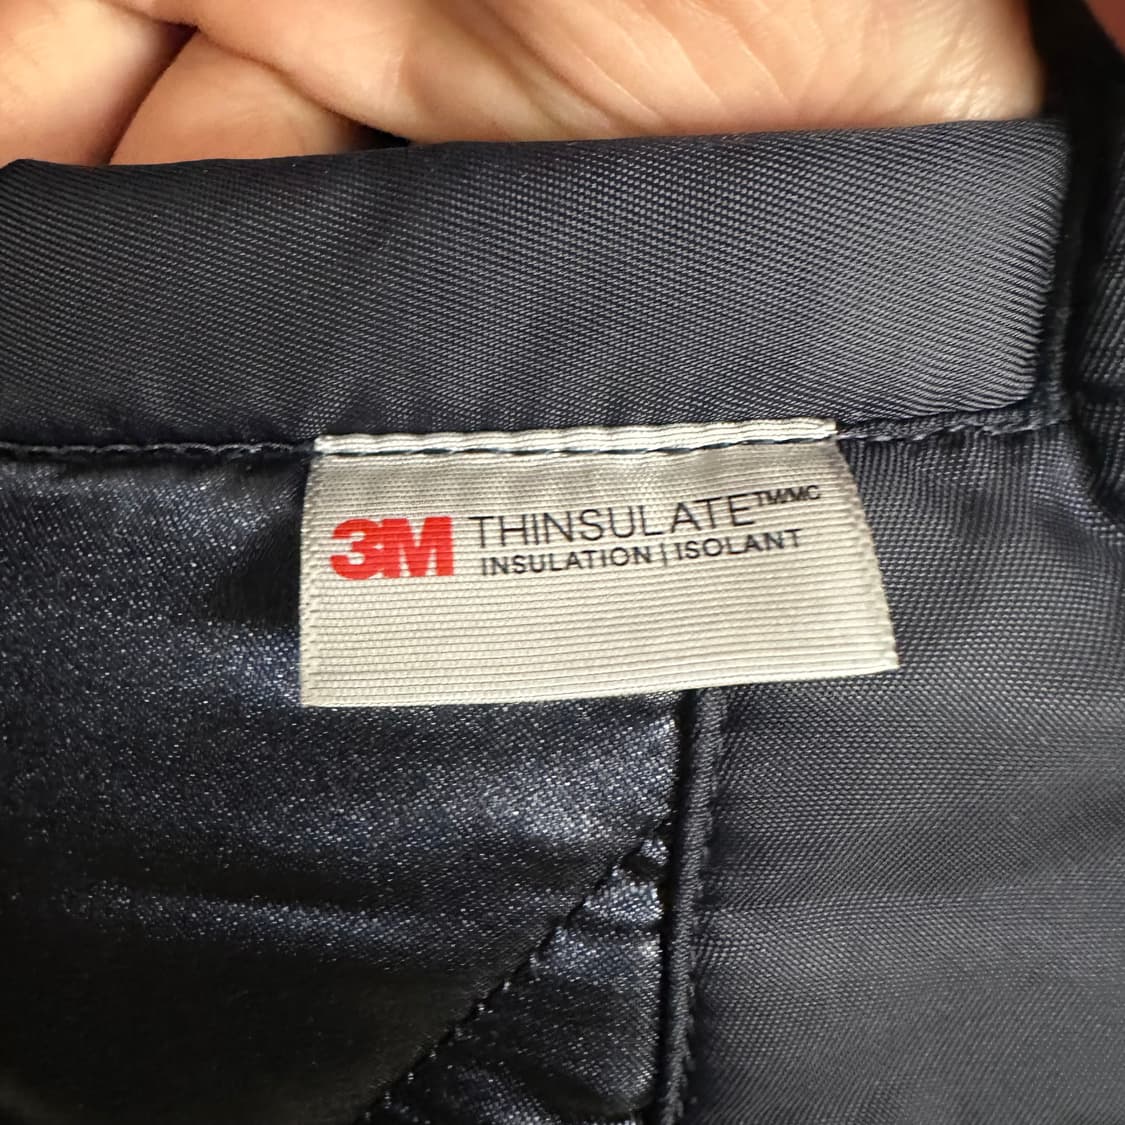 3M THINSULATE™/MC
INSULATION | ISOLANT